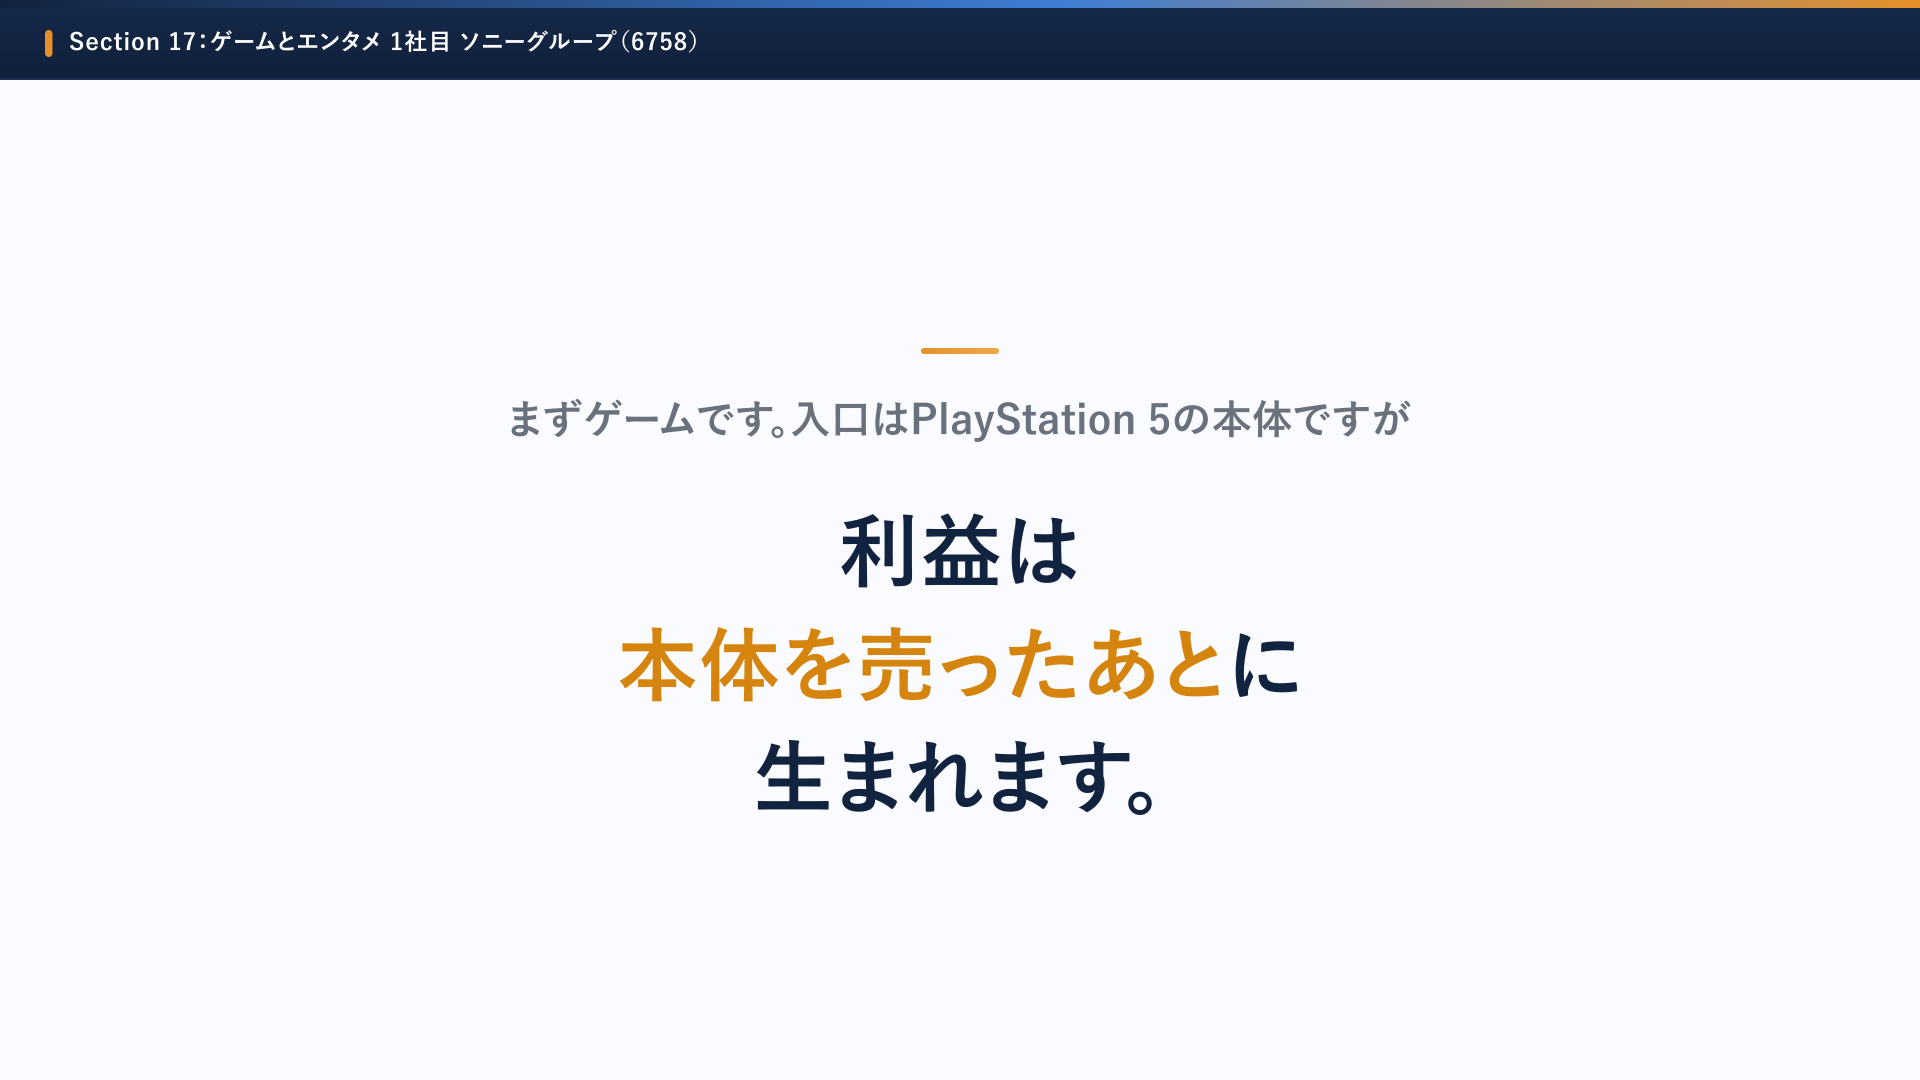 Section 17：ゲームとエンタメ 1社目 ソニーグループ（6758）
まずゲームです。入口はPlayStation 5の本体ですが
利益は
本体を売ったあとに
生まれます。